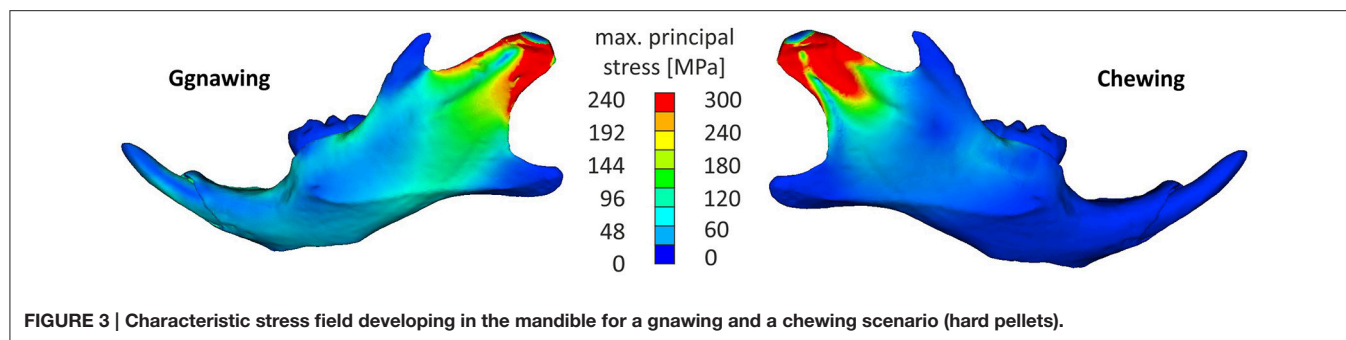 max. principal
stress [MPa]
Ggnawing
Chewing
240 300
192 240
144 180
96 120
48 60
0 0
FIGURE 3 | Characteristic stress field developing in the mandible for a gnawing and a chewing scenario (hard pellets).